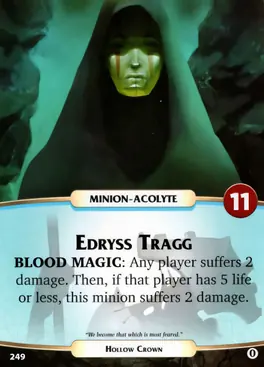 MINION-ACOLYTE
11
EDRYSS TRAGG
BLOOD MAGIC: Any player suffers 2
damage. Then, if that player has 5 life
or less, this minion suffers 2 damage.
"We become that which is most feared."
249
HOLLOW CROWN
0